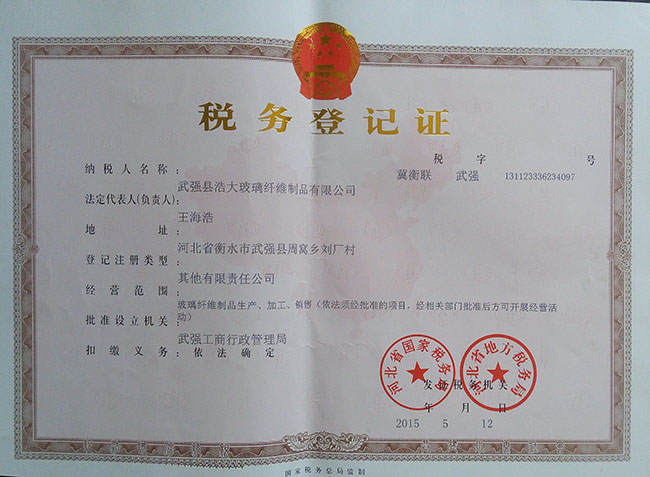 税务登记证
税 字 号
冀衡联 武强 131123336234097
纳税人名称：
武强县浩大玻璃纤维制品有限公司
法定代表人(负责人)：
王海浩
地 址：
河北省衡水市武强县周窝乡刘厂村
登记注册类型：
其他有限责任公司
经营范围：
玻璃纤维制品生产、加工、销售（依法须经批准的项目，经相关部门批准后方可开展经营活
动）
批准设立机关：
武强工商行政管理局
扣缴义务：依法确定
河北省国家税务局
河北省地方税务局
发证税务机关
年 月 日
2015 5 12
国家税务总局监制